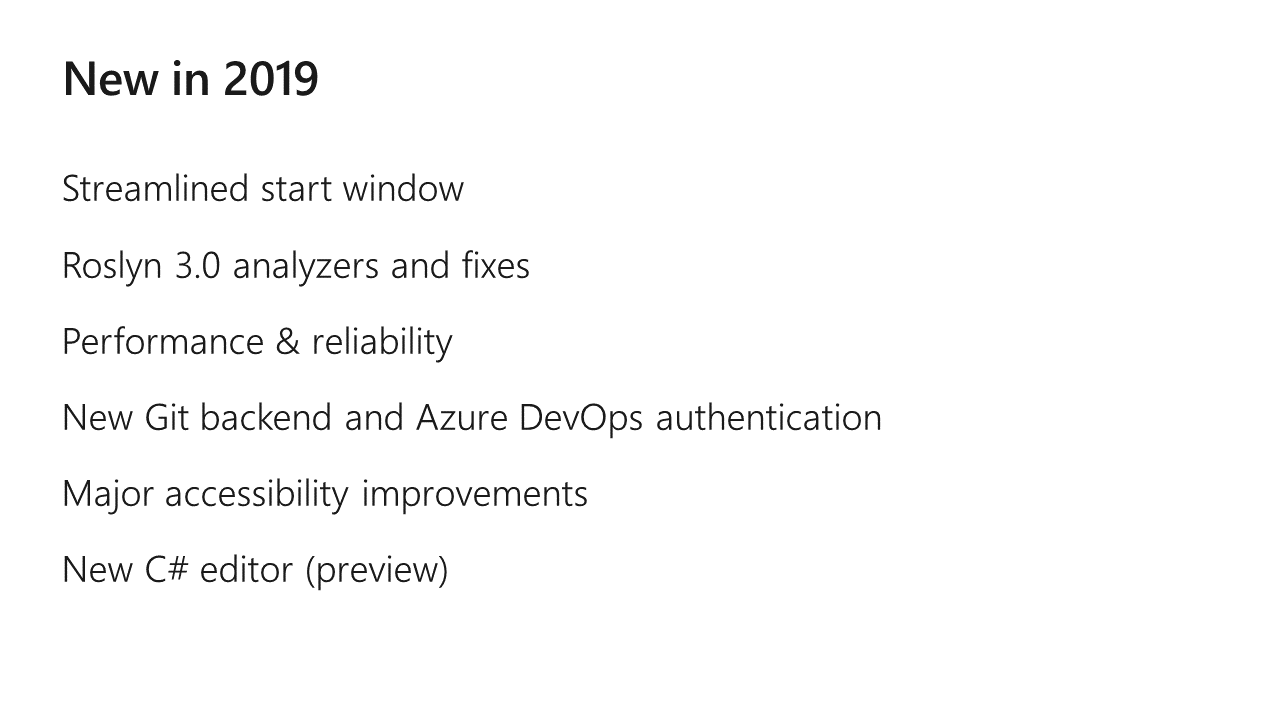 New in 2019
Streamlined start window
Roslyn 3.0 analyzers and fixes
Performance & reliability
New Git backend and Azure DevOps authentication
Major accessibility improvements
New C# editor (preview)